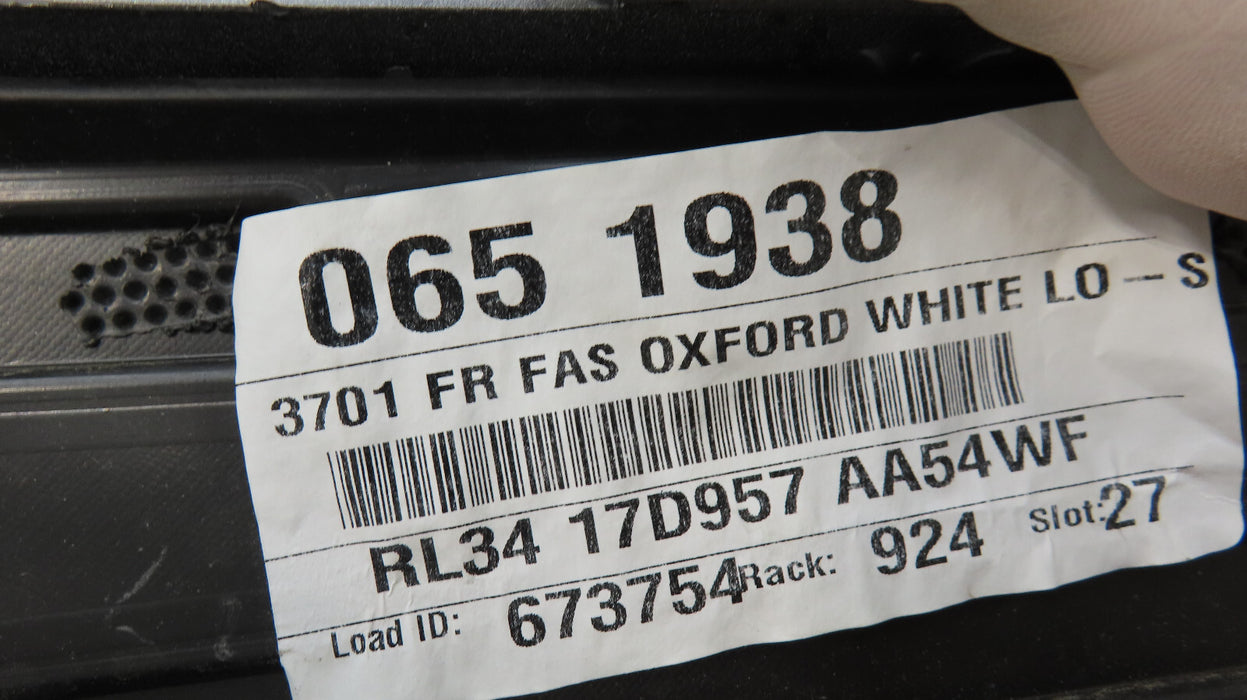 065 1938
3701 FR FAS OXFORD WHITE LO — S
RL34 17D957 AA54WF
Load ID: 673754 Rack: 924 Slot: 27